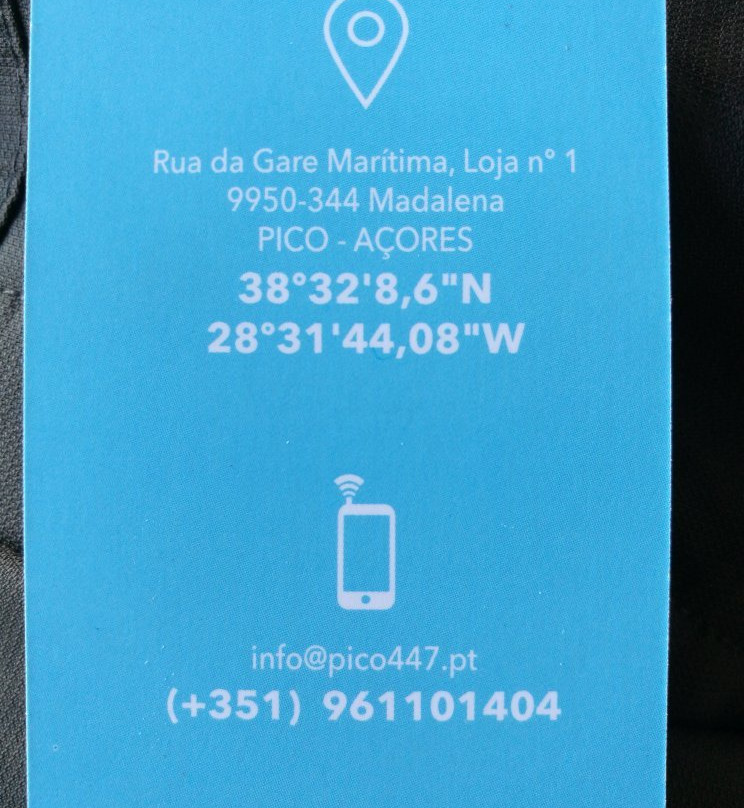 Rua da Gare Marítima, Loja n° 1
9950-344 Madalena
PICO - AÇORES
38°32'8,6"N
28°31'44,08"W
info@pico447.pt
(+351) 961101404